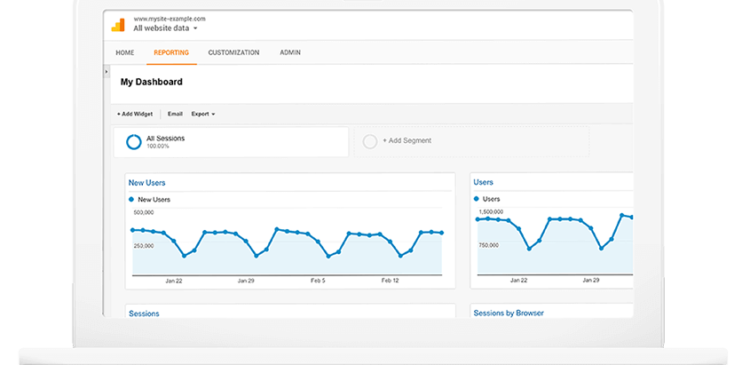 www.mysite-example.com
All website data
HOME REPORTING CUSTOMIZATION ADMIN
My Dashboard
+ Add Widget Email Export
All Sessions
100.00%
+ Add Segment
New Users
New Users
500,000
250,000
Jan 22 Jan 29 Feb 5 Feb 12
Users
Users
1,500,000
750,000
Jan 22 Jan 29
Sessions
Sessions by Browser